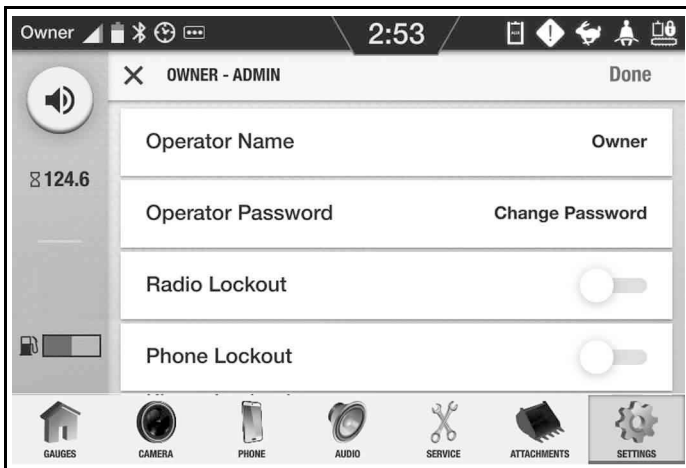 Owner
2:53
OWNER - ADMIN
Done
124.6
Operator Name
Owner
Operator Password
Change Password
Radio Lockout
Phone Lockout
GAUGES
CAMERA
PHONE
AUDIO
SERVICE
ATTACHMENTS
SETTINGS